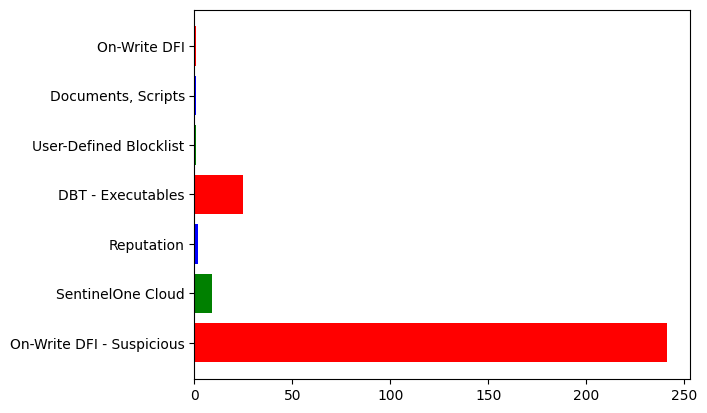 On-Write DFI
Documents, Scripts
User-Defined Blocklist
DBT - Executables
Reputation
SentinelOne Cloud
On-Write DFI - Suspicious
0 50 100 150 200 250